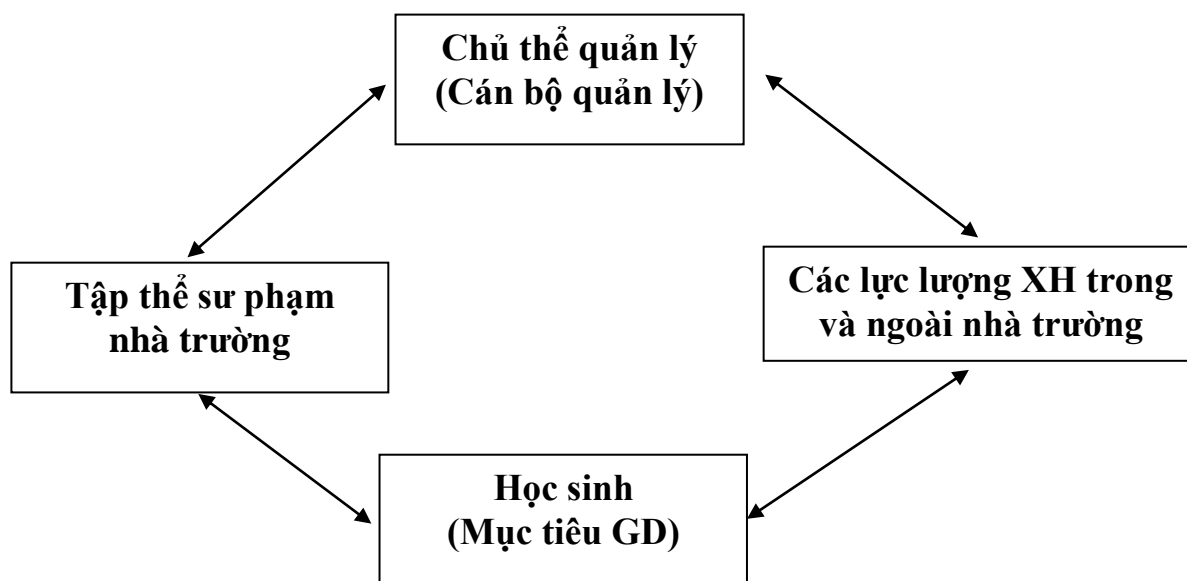 Chủ thể quản lý
(Cán bộ quản lý)
Tập thể sư phạm
nhà trường
Các lực lượng XH trong
và ngoài nhà trường
Học sinh
(Mục tiêu GD)